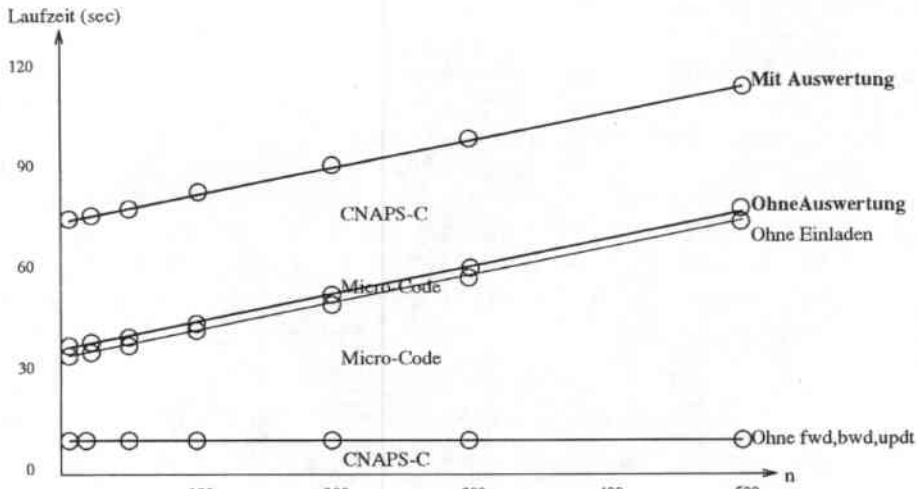 Laufzeit (sec)
120
Mit Auswertung
90
CNAPS-C
OhneAuswertung
Ohne Einladen
60
Micro-Code
Micro-Code
30
Ohne fwd,bwd,updt
CNAPS-C
0
n